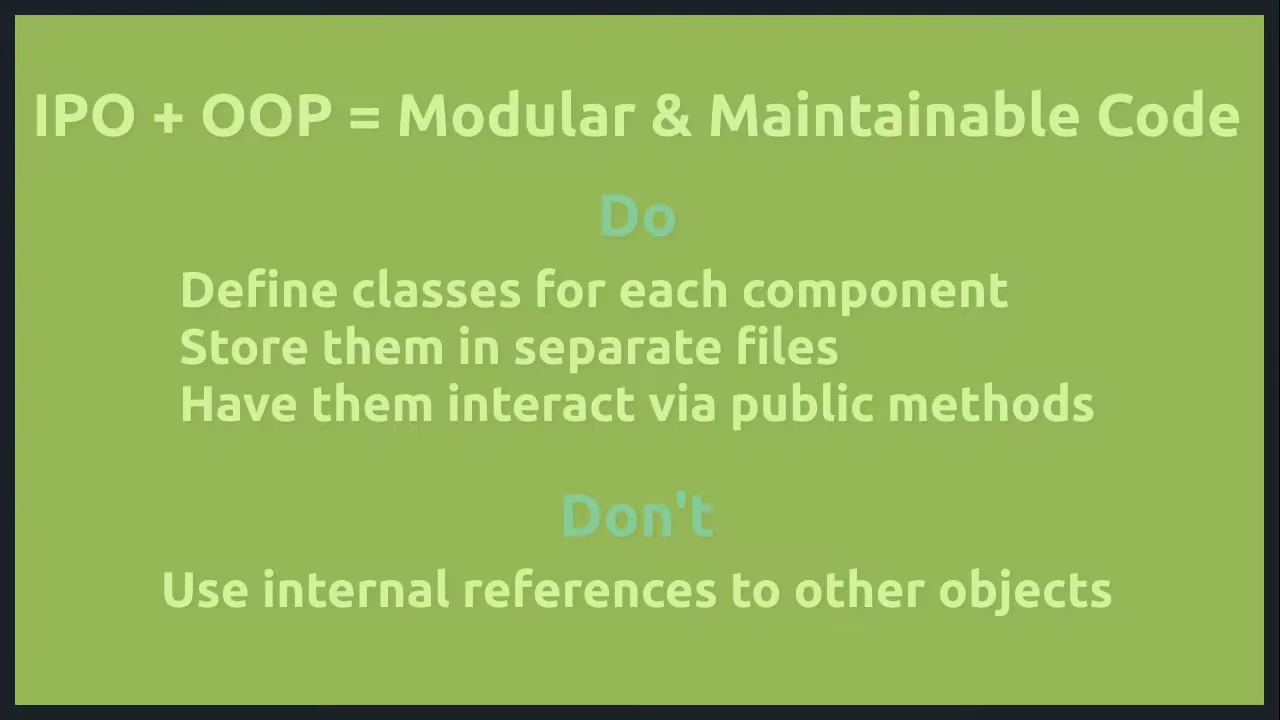 IPO + OOP = Modular & Maintainable Code
Do
Define classes for each component
Store them in separate files
Have them interact via public methods
Don't
Use internal references to other objects